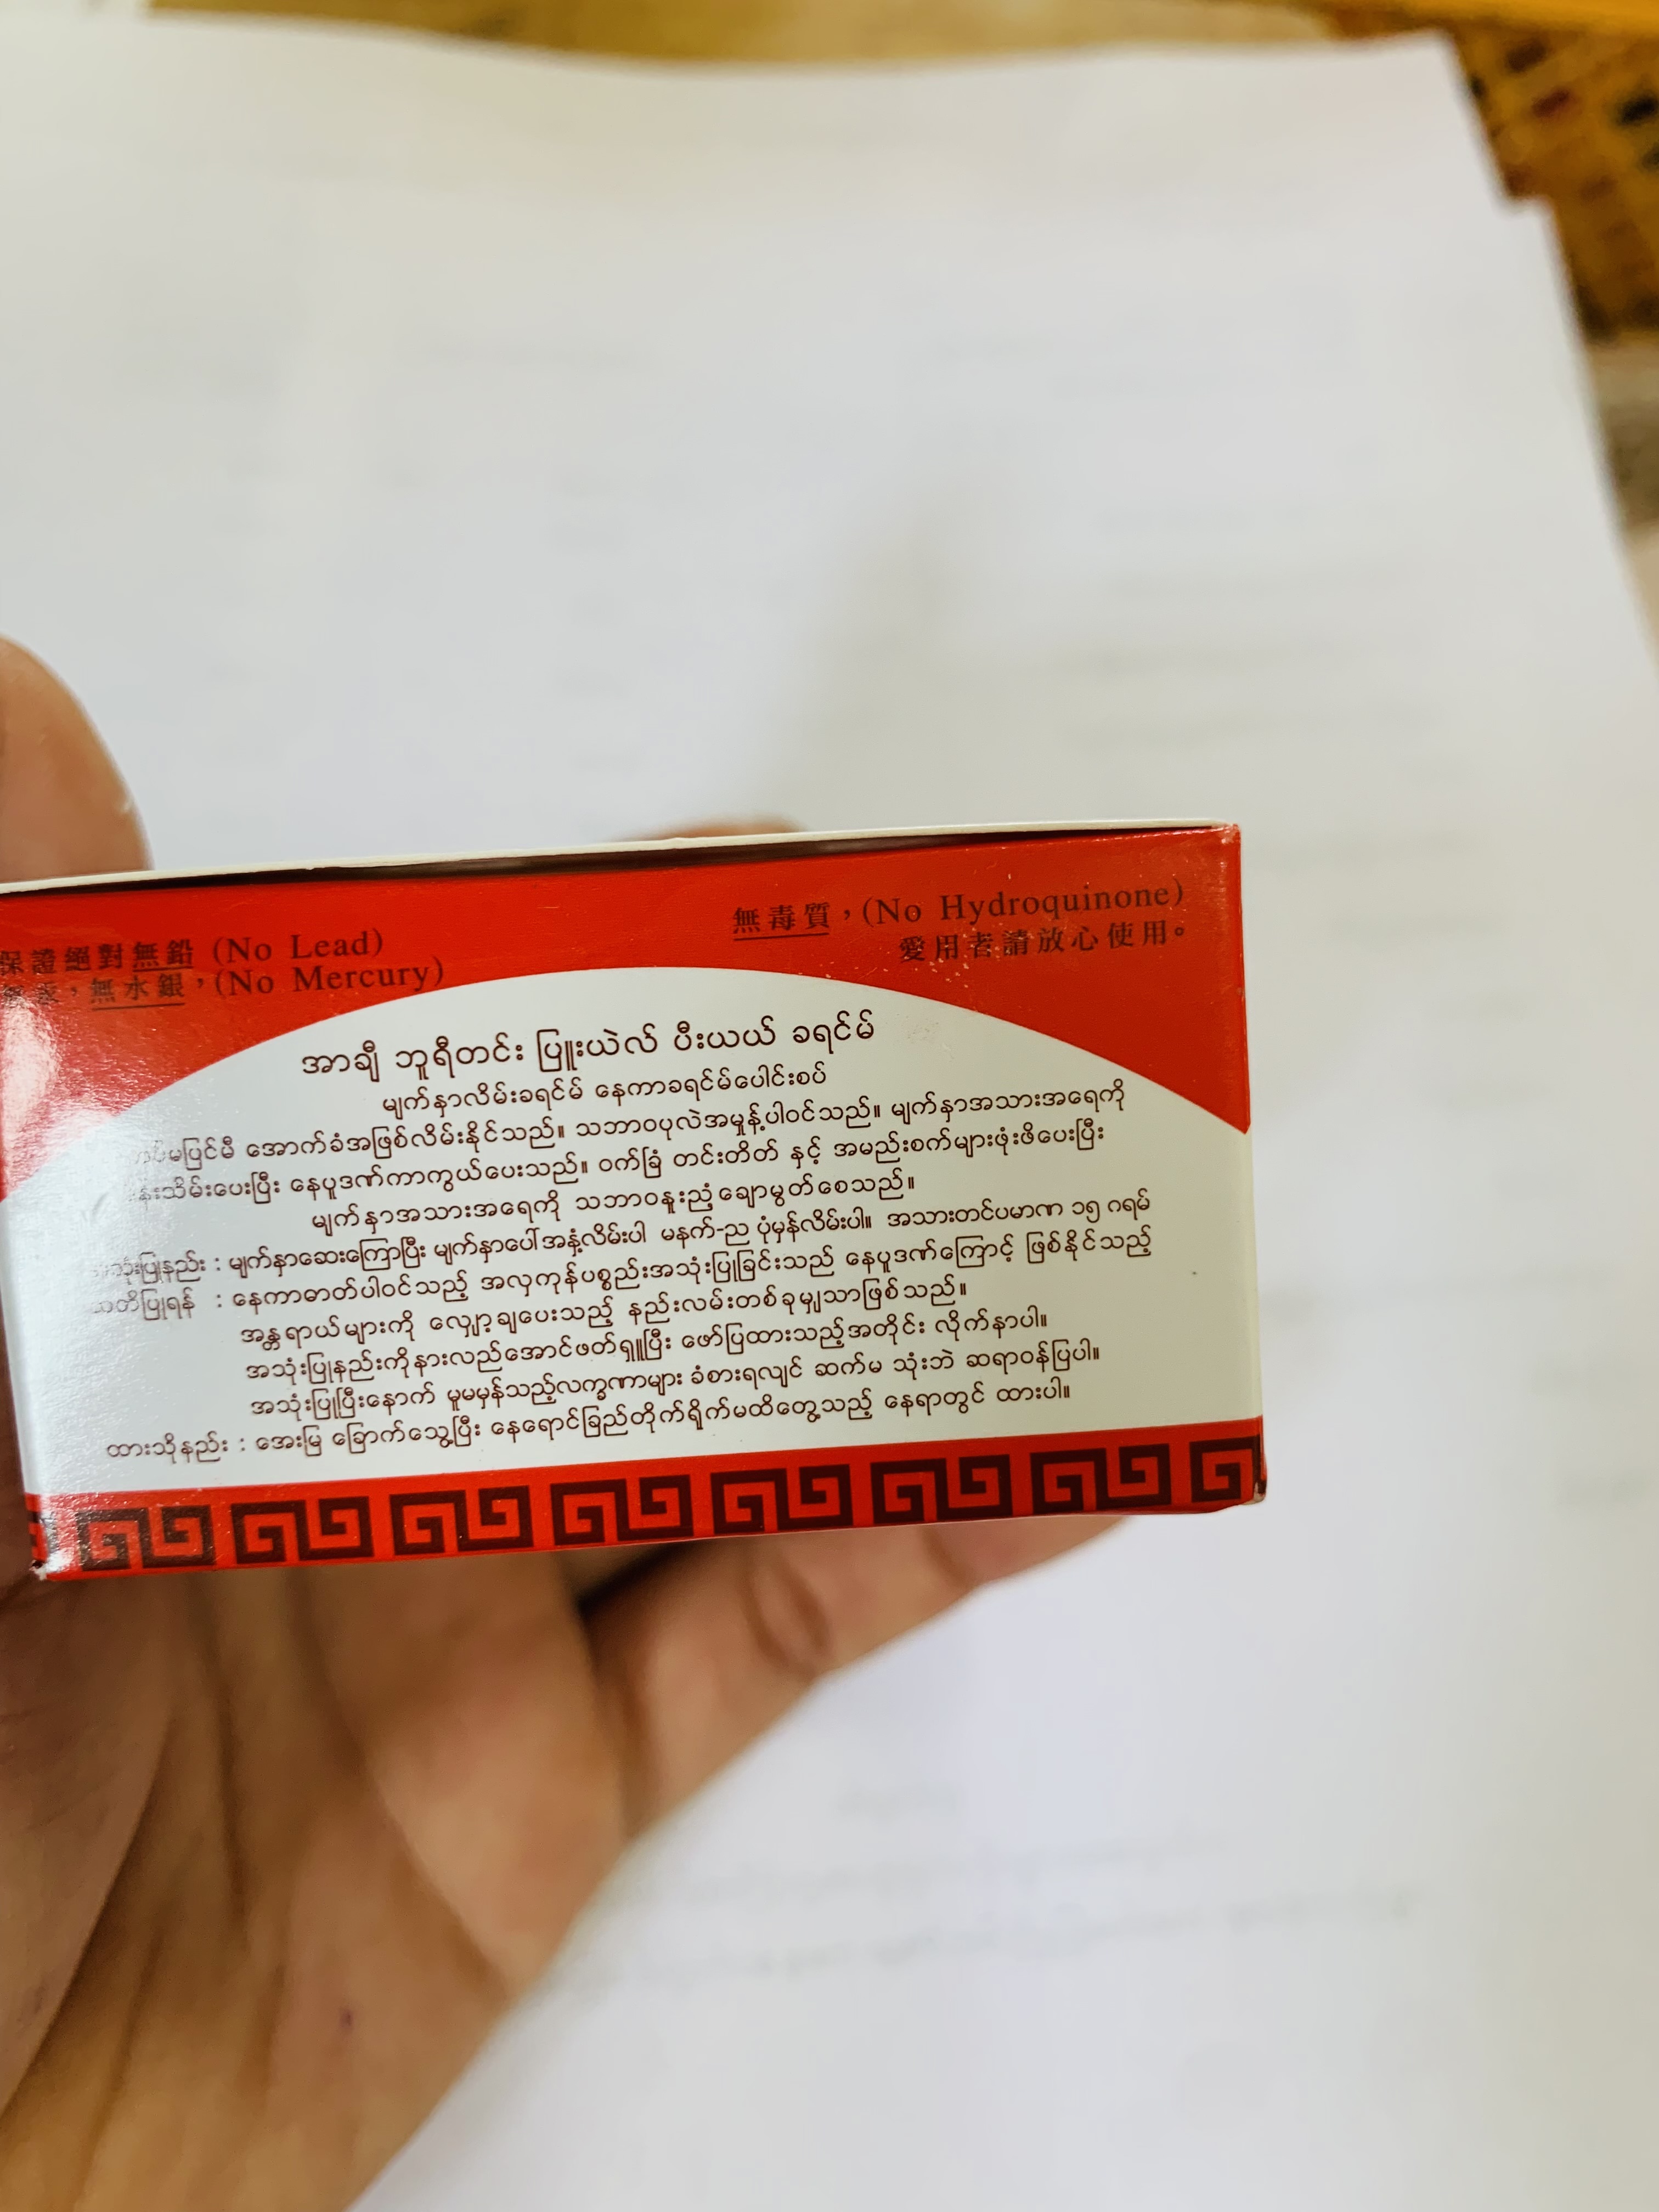 保證絕對無鉛 (No Lead)
無水銀，(No Mercury)
無毒質，(No Hydroquinone)
愛用者請放心使用。
အာချီ ဘူရီတင်း ပြူးယဲလ် ပီးယယ် ခရင်မ်
မျက်နှာလိမ်းခရင်မ် နေကာခရင်မ်ပေါင်းစပ်
မပြင်မီ အောက်ခံအဖြစ်လိမ်းနိုင်သည်။ သဘာဝပုလဲအမှုန့်ပါဝင်သည်။ မျက်နှာအသားအရေကို
ထိန်းသိမ်းပေးပြီး နေပူဒဏ်ကာကွယ်ပေးသည်။ ဝက်ခြံ တင်းတိတ် နှင့် အမည်းစက်များဖုံးဖိပေးပြီး
မျက်နှာအသားအရေကို သဘာဝနူးညံ့ချောမွတ်စေသည်။
အသုံးပြုနည်း : မျက်နှာဆေးကြောပြီး မျက်နှာပေါ်အနှံ့လိမ်းပါ မနက်-ည ပုံမှန်လိမ်းပါ။ အသားတင်ပမာဏ ၁၅ ဂရမ်
သတိပြုရန် : နေကာဓာတ်ပါဝင်သည့် အလှကုန်ပစ္စည်းအသုံးပြုခြင်းသည် နေပူဒဏ်ကြောင့် ဖြစ်နိုင်သည့်
အန္တရာယ်များကို လျှော့ချပေးသည့် နည်းလမ်းတစ်ခုမျှသာဖြစ်သည်။
အသုံးပြုနည်းကိုနားလည်အောင်ဖတ်ရှူပြီး ဖော်ပြထားသည့်အတိုင်း လိုက်နာပါ။
အသုံးပြုပြီးနောက် မူမမှန်သည့်လက္ခဏာများ ခံစားရလျင် ဆက်မ သုံးဘဲ ဆရာဝန်ပြပါ။
ထားသိုနည်း : အေးမြ ခြောက်သွေ့ပြီး နေရောင်ခြည်တိုက်ရိုက်မထိတွေ့သည့် နေရာတွင် ထားပါ။